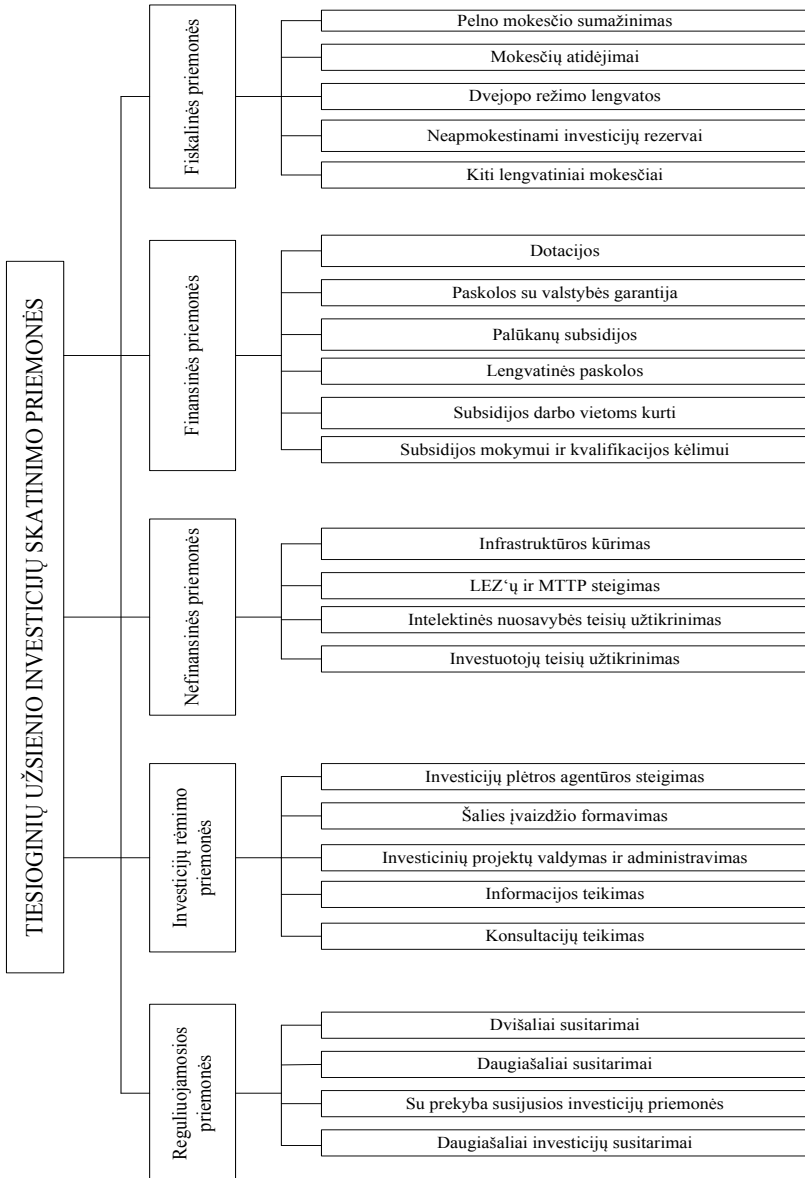 TIESIOGINIŲ UŽSIENIO INVESTICIJŲ SKATINIMO PRIEMONĖS
Fiskalinės priemonės
Pelno mokesčio sumažinimas
Mokesčių atidėjimai
Dvejopo režimo lengvatos
Neapmokestinami investicijų rezervai
Kiti lengvatiniai mokesčiai
Finansinės priemonės
Dotacijos
Paskolos su valstybės garantija
Palūkanų subsidijos
Lengvatinės paskolos
Subsidijos darbo vietoms kurti
Subsidijos mokymui ir kvalifikacijos kėlimui
Nefinansinės priemonės
Infrastruktūros kūrimas
LEZ‘ų ir MTTP steigimas
Intelektinės nuosavybės teisių užtikrinimas
Investuotojų teisių užtikrinimas
Investicijų rėmimo
priemonės
Investicijų plėtros agentūros steigimas
Šalies įvaizdžio formavimas
Investicinių projektų valdymas ir administravimas
Informacijos teikimas
Konsultacijų teikimas
Reguliuojamosios
priemonės
Dvišaliai susitarimai
Daugiašaliai susitarimai
Su prekyba susijusios investicijų priemonės
Daugiašaliai investicijų susitarimai